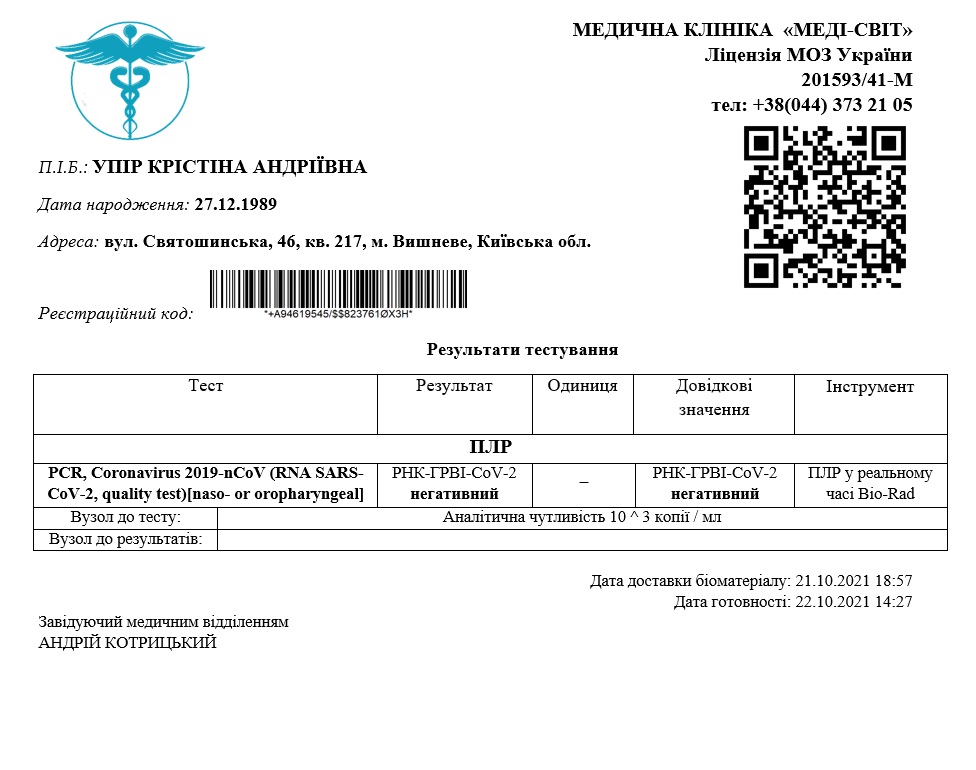 МЕДИЧНА КЛІНІКА «МЕДІ-СВІТ»
Ліцензія МОЗ України
201593/41-М
тел: +38(044) 373 21 05
П.І.Б.: УПІР КРІСТІНА АНДРІЇВНА
Дата народження: 27.12.1989
Адреса: вул. Святошинська, 46, кв. 217, м. Вишневе, Київська обл.
Реєстраційний код:
*+A94619545/$$823761ØX3H*
Результати тестування
Тест Результат Одиниця Довідкові значення Інструмент
ПЛР
PCR, Coronavirus 2019-nCoV (RNA SARS-
CoV-2, quality test)[naso- or oropharyngeal]
РНК-ГРВІ-CoV-2
негативний
–
РНК-ГРВІ-CoV-2
негативний
ПЛР у реальному
часі Bio-Rad
Вузол до тесту: Аналітична чутливість 10 ^ 3 копії / мл
Вузол до результатів:
Дата доставки біоматеріалу: 21.10.2021 18:57
Дата готовності: 22.10.2021 14:27
Завідуючий медичним відділенням
АНДРІЙ КОТРИЦЬКИЙ